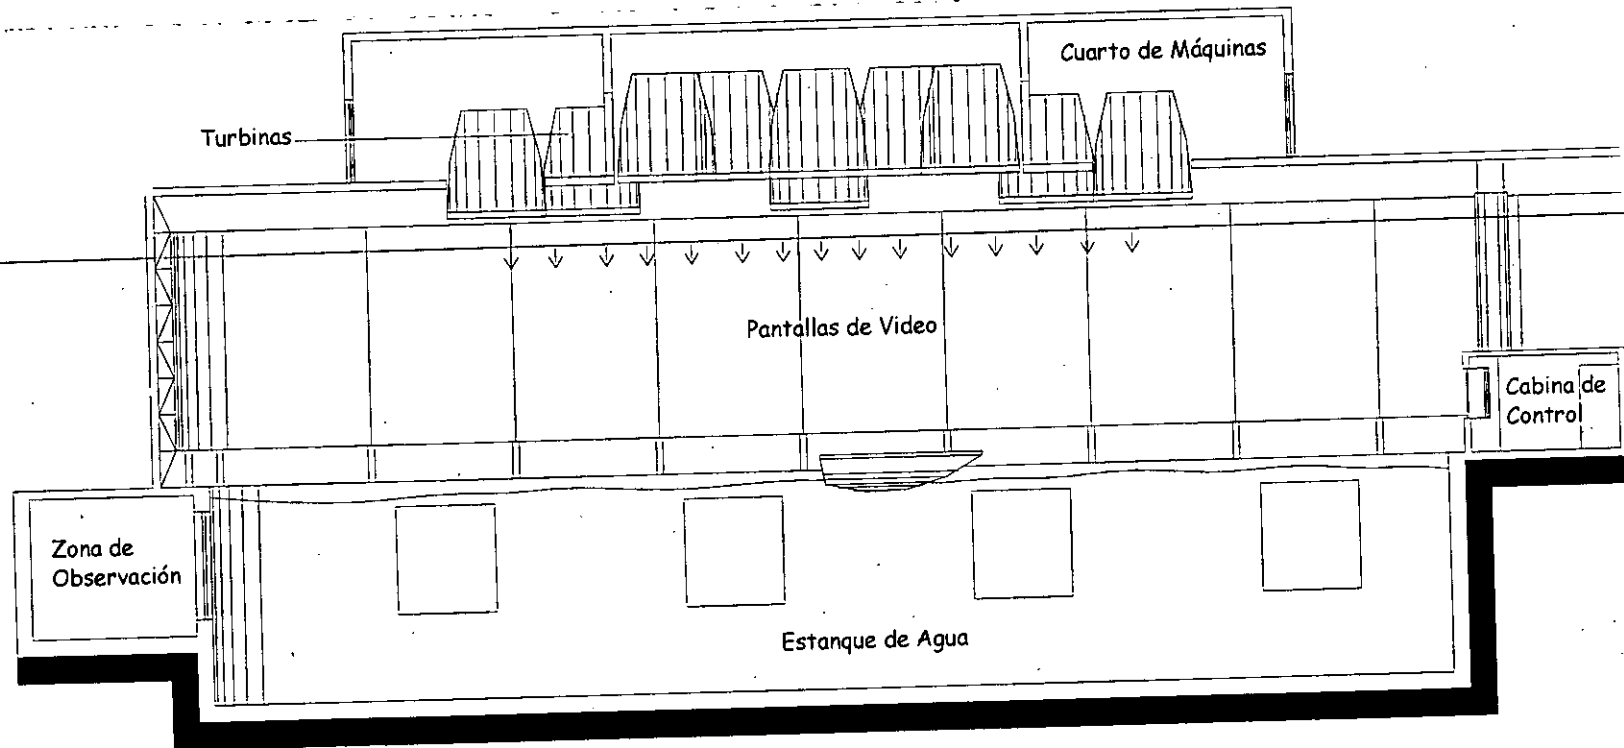 Cuarto de Máquinas
Turbinas
Pantallas de Video
Cabina de
Control
Zona de
Observación
Estanque de Agua